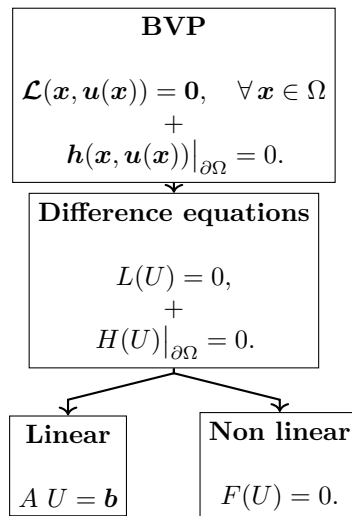 BVP
𝓛(𝒙, 𝒖(𝒙)) = 𝟎, ∀ 𝒙 ∈ Ω
+
𝒉(𝒙, 𝒖(𝒙))|∂Ω = 0.
Difference equations
L(U) = 0,
+
H(U)|∂Ω = 0.
Linear
A U = 𝒃
Non linear
F(U) = 0.